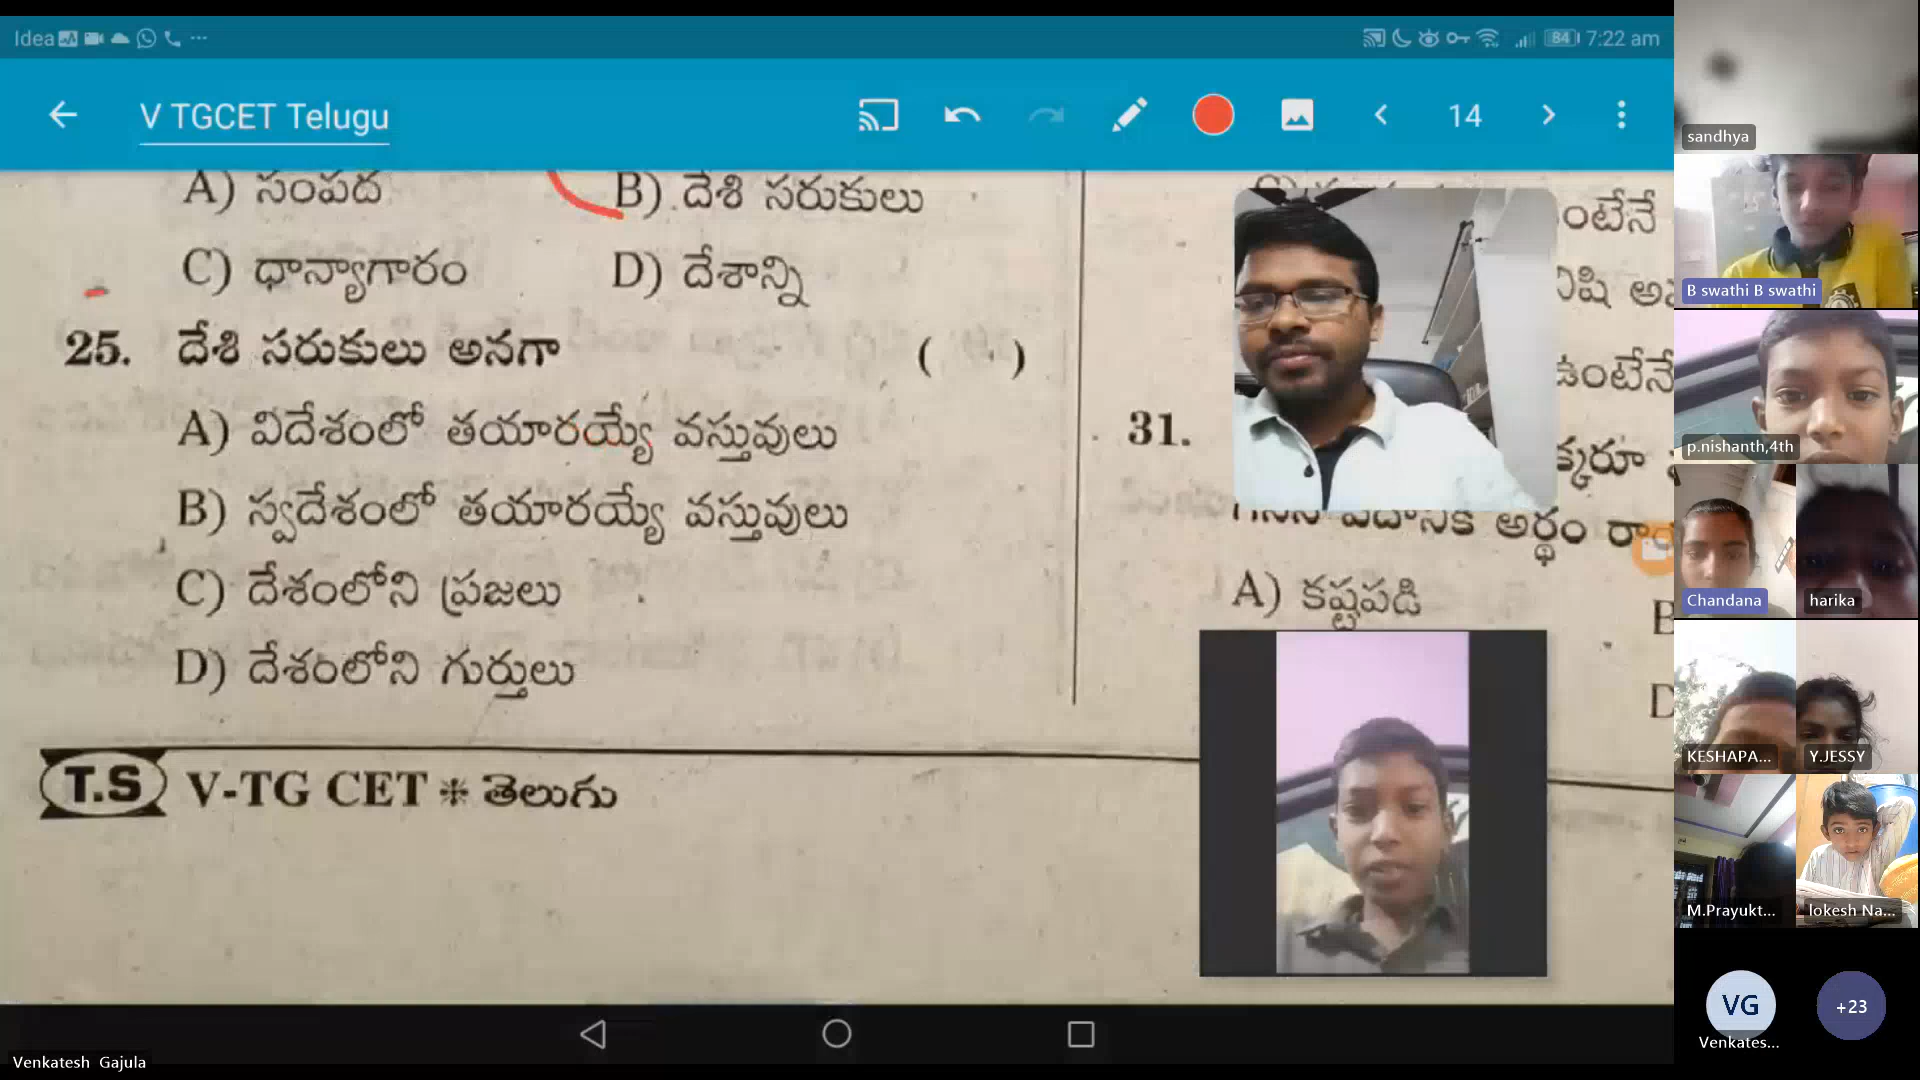 Idea
84 7:22 am
V TGCET Telugu
14
A) సంపద B) దేశి సరుకులు
C) ధాన్యాగారం D) దేశాన్ని
25. దేశి సరుకులు అనగా ( )
A) విదేశంలో తయారయ్యే వస్తువులు
B) స్వదేశంలో తయారయ్యే వస్తువులు
C) దేశంలోని ప్రజలు
D) దేశంలోని గుర్తులు
T.S V-TG CET * తెలుగు
31.
అర్థం
A) కష్టపడి
B
D
sandhya
B swathi B swathi
p.nishanth,4th
Chandana
harika
KESHAPA...
Y.JESSY
M.Prayukt...
lokesh Na...
VG
Venkates...
+23
Venkatesh Gajula